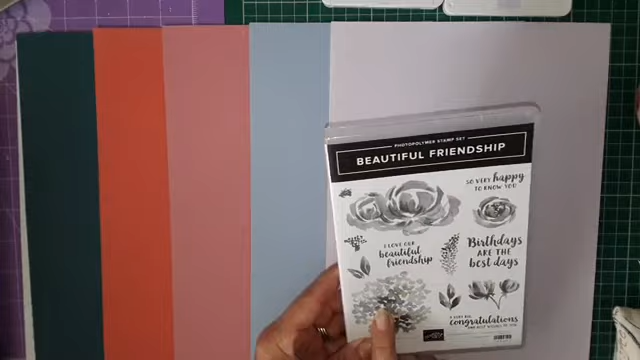 PHOTOPOLYMER STAMP SET
BEAUTIFUL FRIENDSHIP
SO VERY happy
TO KNOW YOU
I LOVE OUR
beautiful
friendship
Birthdays
ARE THE
best days
congratulations